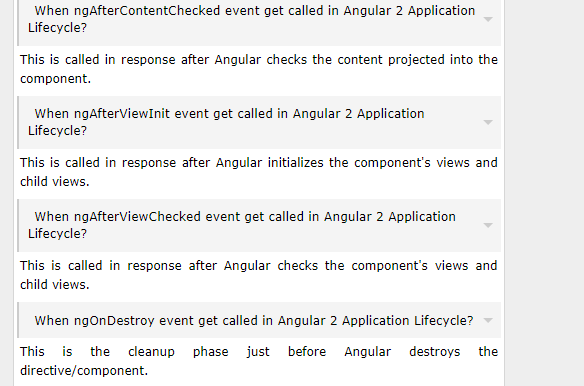 When ngAfterContentChecked event get called in Angular 2 Application
Lifecycle?
This is called in response after Angular checks the content projected into the
component.
When ngAfterViewInit event get called in Angular 2 Application
Lifecycle?
This is called in response after Angular initializes the component's views and
child views.
When ngAfterViewChecked event get called in Angular 2 Application
Lifecycle?
This is called in response after Angular checks the component's views and
child views.
When ngOnDestroy event get called in Angular 2 Application Lifecycle?
This is the cleanup phase just before Angular destroys the
directive/component.